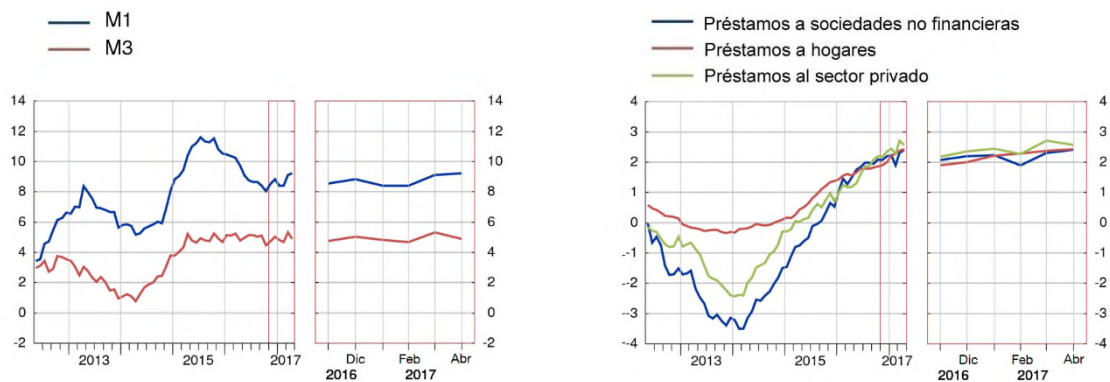 M1
M3
Préstamos a sociedades no financieras
Préstamos a hogares
Préstamos al sector privado
14 14
12 12
10 10
8 8
6 6
4 4
2 2
0 0
-2 -2
2013 2015 2017
Dic Feb Abr
2016 2017
4 4
3 3
2 2
1 1
0 0
-1 -1
-2 -2
-3 -3
-4 -4
2013 2015 2017
Dic Feb Abr
2016 2017